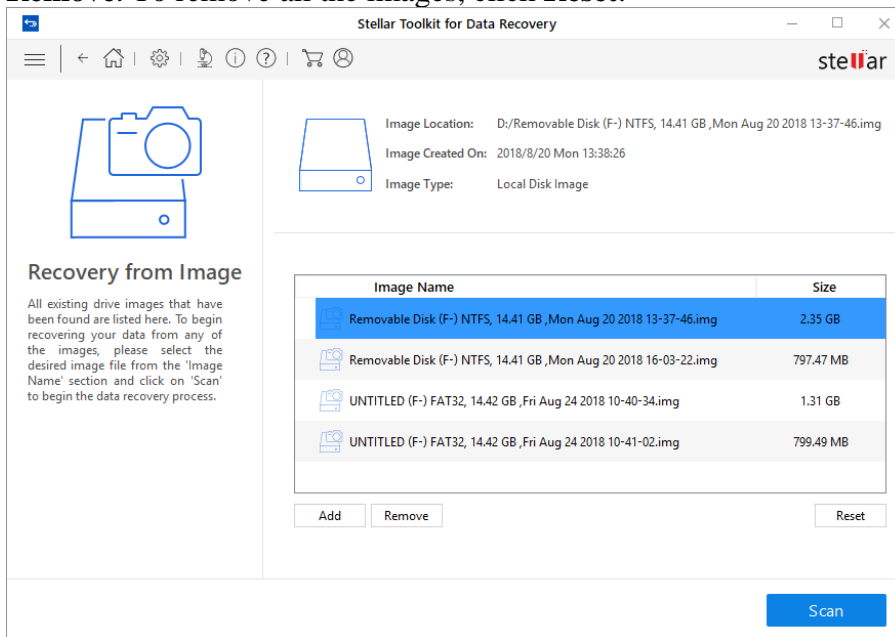 Remove. To remove all the images, click Reset.
Stellar Toolkit for Data Recovery
stellar
Image Location: D:/Removable Disk (F-) NTFS, 14.41 GB ,Mon Aug 20 2018 13-37-46.img
Image Created On: 2018/8/20 Mon 13:38:26
Image Type: Local Disk Image
Recovery from Image
All existing drive images that have
been found are listed here. To begin
recovering your data from any of
the images, please select the
desired image file from the 'Image
Name' section and click on 'Scan'
to begin the data recovery process.
Image Name Size
Removable Disk (F-) NTFS, 14.41 GB ,Mon Aug 20 2018 13-37-46.img 2.35 GB
Removable Disk (F-) NTFS, 14.41 GB ,Mon Aug 20 2018 16-03-22.img 797.47 MB
UNTITLED (F-) FAT32, 14.42 GB ,Fri Aug 24 2018 10-40-34.img 1.31 GB
UNTITLED (F-) FAT32, 14.42 GB ,Fri Aug 24 2018 10-41-02.img 799.49 MB
Add Remove Reset
Scan